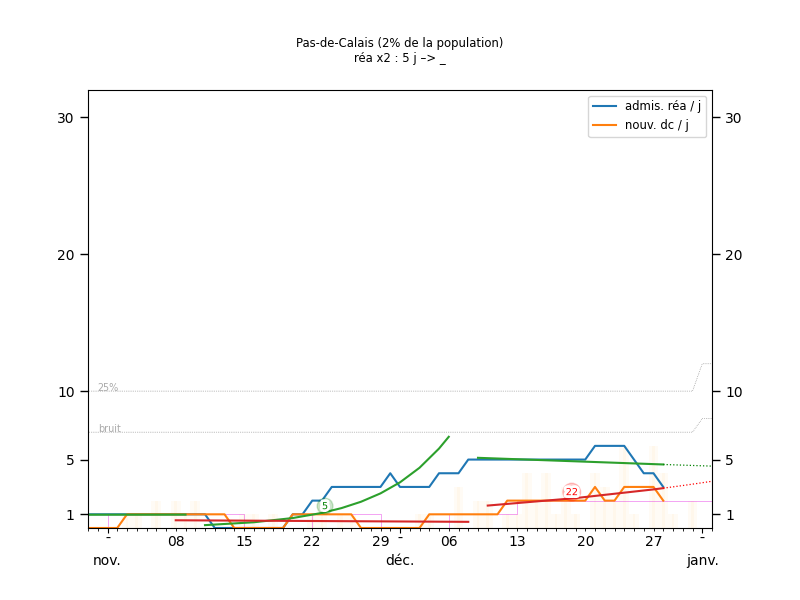 Pas-de-Calais (2% de la population)
réa x2 : 5 j –> _
admis. réa / j
nouv. dc / j
30 30
20 20
10 10
5 5
1 1
25%
bruit
5
22
- 08 15 22 29 - 06 13 20 27 -
nov. déc. janv.